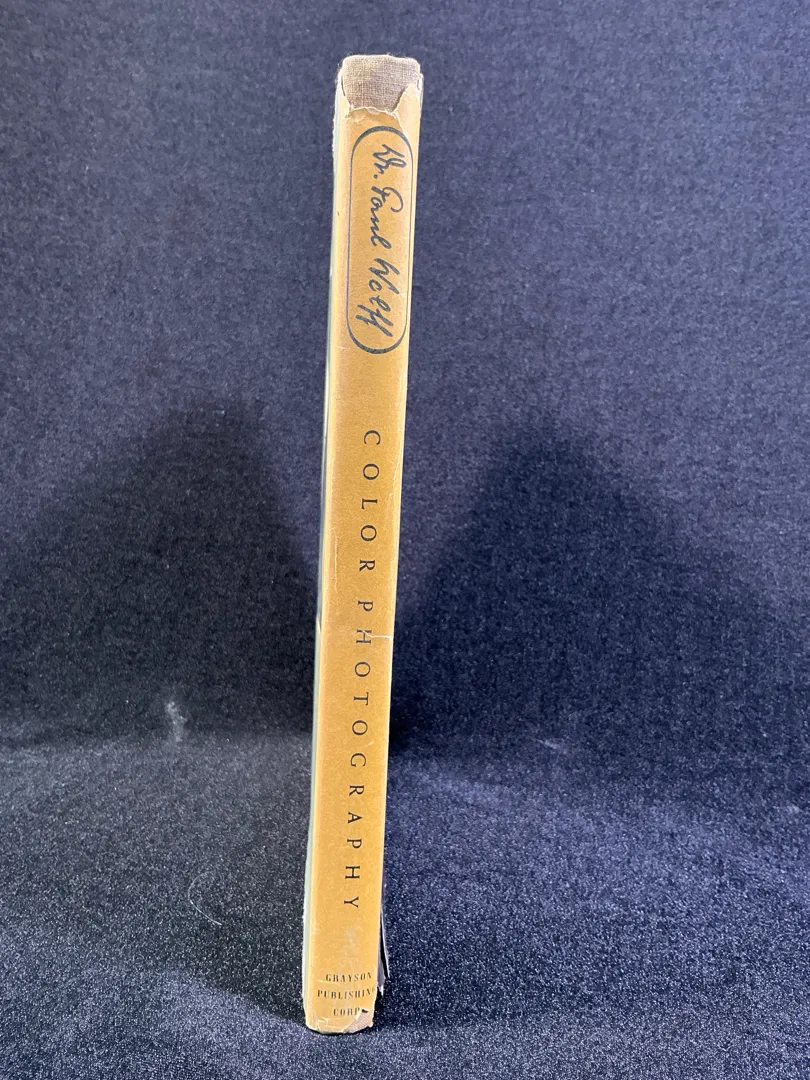 Dr. Paul Wolff
COLOR PHOTOGRAPHY
GRAYSON
PUBLISHING
CORP